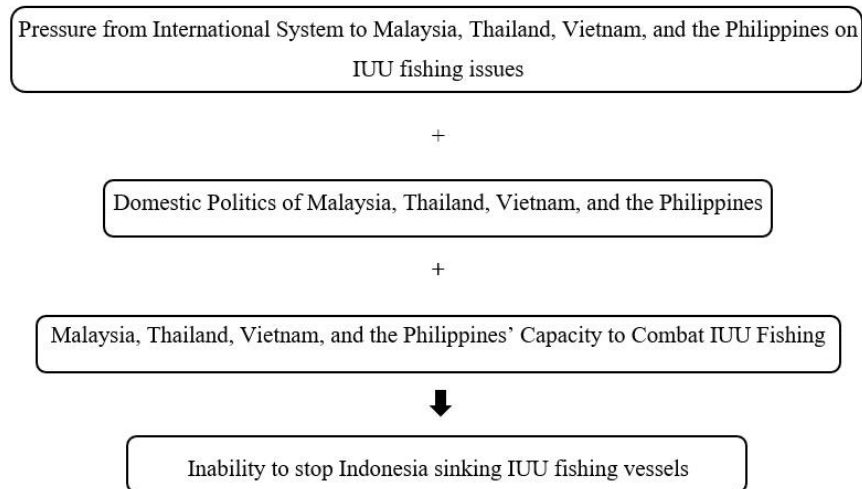 Pressure from International System to Malaysia, Thailand, Vietnam, and the Philippines on
IUU fishing issues
+
Domestic Politics of Malaysia, Thailand, Vietnam, and the Philippines
+
Malaysia, Thailand, Vietnam, and the Philippines’ Capacity to Combat IUU Fishing
Inability to stop Indonesia sinking IUU fishing vessels